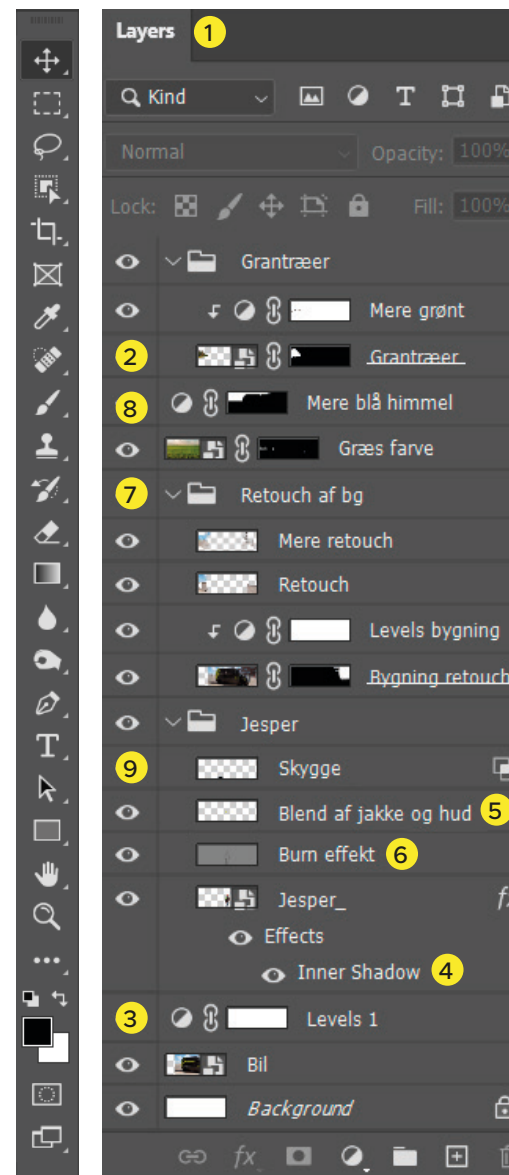 Layers 1
Kind T
Normal Opacity: 100%
Lock: Fill: 100%
Grantræer
Mere grønt
2 Grantræer
8 Mere blå himmel
Græs farve
7 Retouch af bg
Mere retouch
Retouch
Levels bygning
Bygning retouch
Jesper
9 Skygge
Blend af jakke og hud 5
Burn effekt 6
Jesper_ fx
Effects
Inner Shadow 4
3 Levels 1
Bil
Background
fx